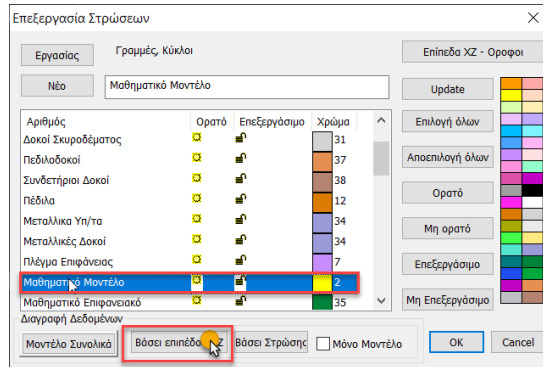 Επεξεργασία Στρώσεων
Εργασίας Γραμμές, Κύκλοι Επίπεδα XZ - Οροφοι
Νέο Μαθηματικό Μοντέλο Update
Αριθμός Ορατό Επεξεργάσιμο Χρώμα Επιλογή όλων
Δοκοί Σκυροδέματος 31
Πεδιλοδοκοί 37 Αποεπιλογή όλων
Συνδετήριοι Δοκοί 38
Πέδιλα 12 Ορατό
Μεταλλικα Υπ/τα 34
Μεταλλικές Δοκοί 34 Μη ορατό
Πλέγμα Επιφάνειας 7
Μαθηματικό Μοντέλο 2 Επεξεργάσιμο
Μαθηματικό Επιφανειακό 35 Μη Επεξεργάσιμο
Διαγραφή Δεδομένων
Μοντέλο Συνολικά Βάσει επιπέδο Z Βάσει Στρώσης Μόνο Μοντέλο OK Cancel